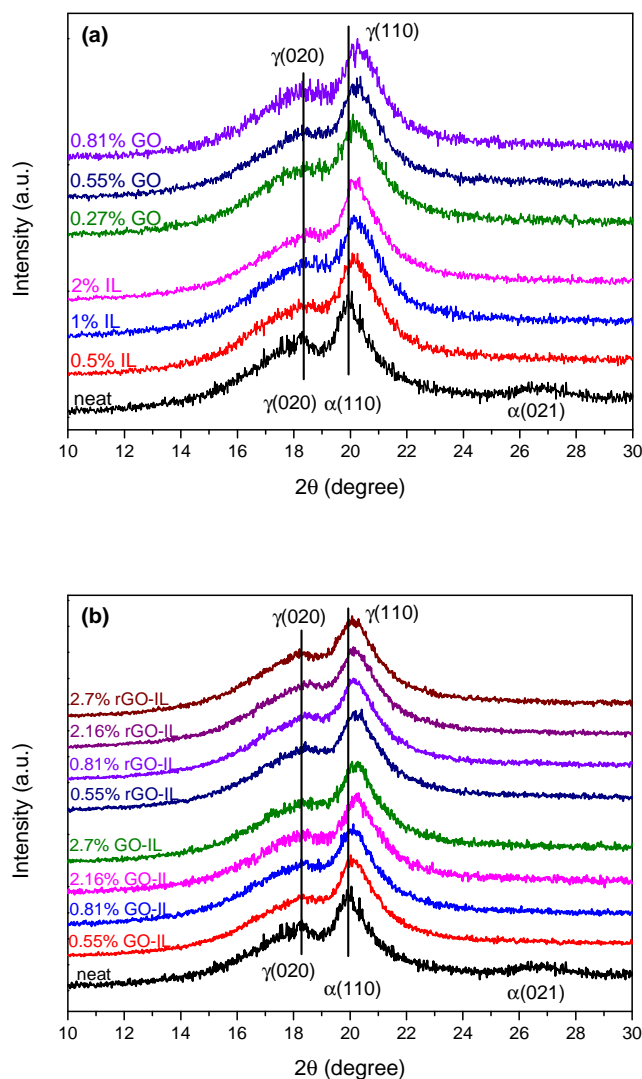 (a)
γ(110)
γ(020)
0.81% GO
0.55% GO
0.27% GO
2% IL
1% IL
0.5% IL
neat
γ(020) α(110) α(021)
Intensity (a.u.)
10 12 14 16 18 20 22 24 26 28 30
2θ (degree)
(b)
γ(020) γ(110)
2.7% rGO-IL
2.16% rGO-IL
0.81% rGO-IL
0.55% rGO-IL
2.7% GO-IL
2.16% GO-IL
0.81% GO-IL
0.55% GO-IL
neat
γ(020)
α(110) α(021)
Intensity (a.u.)
10 12 14 16 18 20 22 24 26 28 30
2θ (degree)